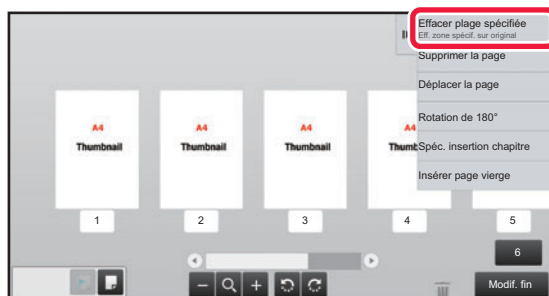 Effacer plage spécifiée
Eff. zone spécif. sur original
Supprimer la page
Déplacer la page
Rotation de 180°
Spéc. insertion chapitre
Insérer page vierge
A4
Thumbnail
A4
Thumbnail
A4
Thumbnail
A4
Thumb
1
2
3
4
5
6
Modif. fin